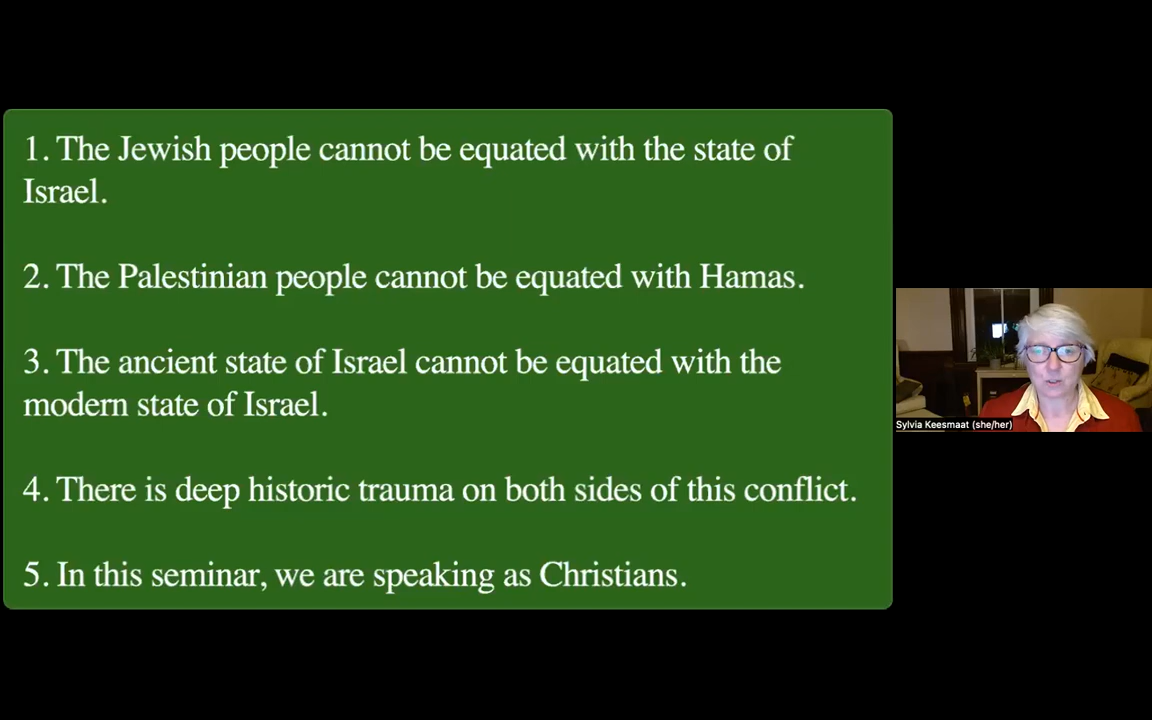 1. The Jewish people cannot be equated with the state of
Israel.
2. The Palestinian people cannot be equated with Hamas.
3. The ancient state of Israel cannot be equated with the
modern state of Israel.
4. There is deep historic trauma on both sides of this conflict.
5. In this seminar, we are speaking as Christians.
Sylvia Keesmaat (she/her)